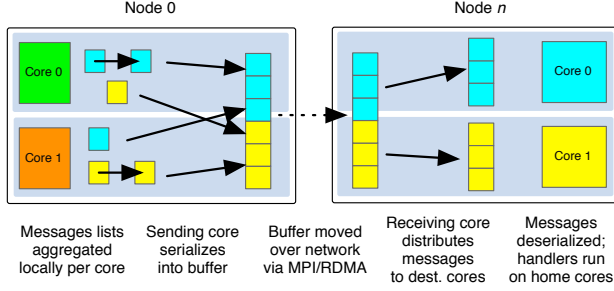 Node 0
Node n
Core 0
Core 0
Core 1
Core 1
Messages lists
aggregated
locally per core
Sending core
serializes
into buffer
Buffer moved
over network
via MPI/RDMA
Receiving core
distributes
messages
to dest. cores
Messages
deserialized;
handlers run
on home cores